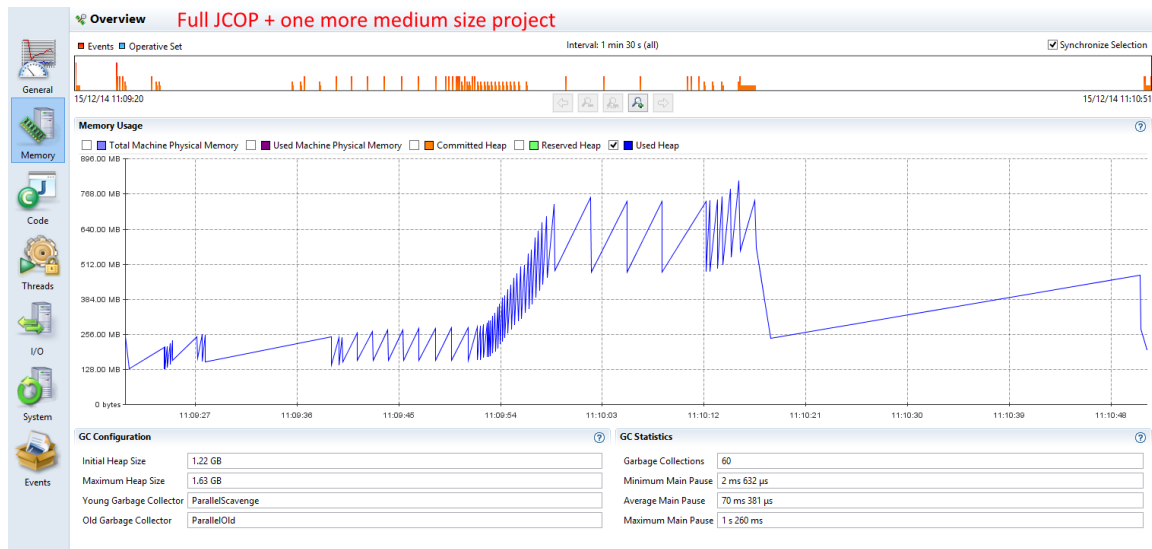 Overview
Full JCOP + one more medium size project
Events Operative Set
Interval: 1 min 30 s (all)
Synchronize Selection
15/12/14 11:09:20
15/12/14 11:10:51
General
Memory
Code
Threads
I/O
System
Events
Memory Usage
Total Machine Physical Memory Used Machine Physical Memory Committed Heap Reserved Heap Used Heap
896.00 MB
768.00 MB
640.00 MB
512.00 MB
384.00 MB
256.00 MB
128.00 MB
0 bytes
11:09:27 11:09:36 11:09:45 11:09:54 11:10:03 11:10:12 11:10:21 11:10:30 11:10:39 11:10:48
GC Configuration
Initial Heap Size 1.22 GB
Maximum Heap Size 1.63 GB
Young Garbage Collector ParallelScavenge
Old Garbage Collector ParallelOld
GC Statistics
Garbage Collections 60
Minimum Main Pause 2 ms 632 µs
Average Main Pause 70 ms 381 µs
Maximum Main Pause 1 s 260 ms